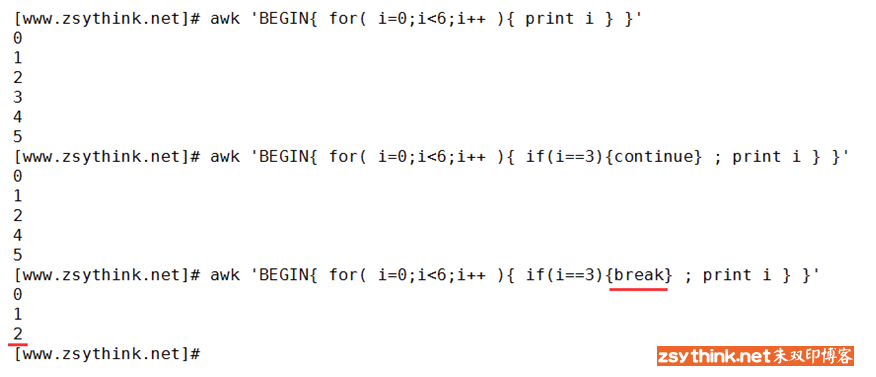 [www.zsythink.net]# awk 'BEGIN{ for( i=0;i<6;i++ ){ print i } }'
0
1
2
3
4
5
[www.zsythink.net]# awk 'BEGIN{ for( i=0;i<6;i++ ){ if(i==3){continue} ; print i } }'
0
1
2
4
5
[www.zsythink.net]# awk 'BEGIN{ for( i=0;i<6;i++ ){ if(i==3){break} ; print i } }'
0
1
2
[www.zsythink.net]#
zsythink.net朱双印博客